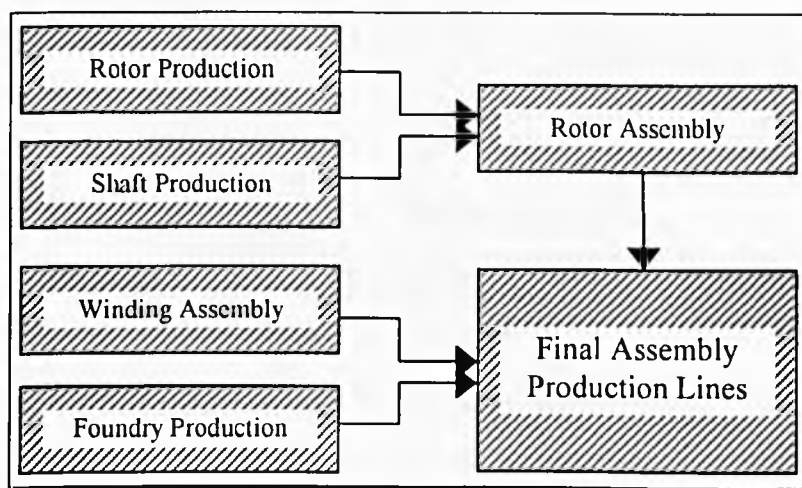 Rotor Production
Shaft Production
Winding Assembly
Foundry Production
Rotor Assembly
Final Assembly
Production Lines